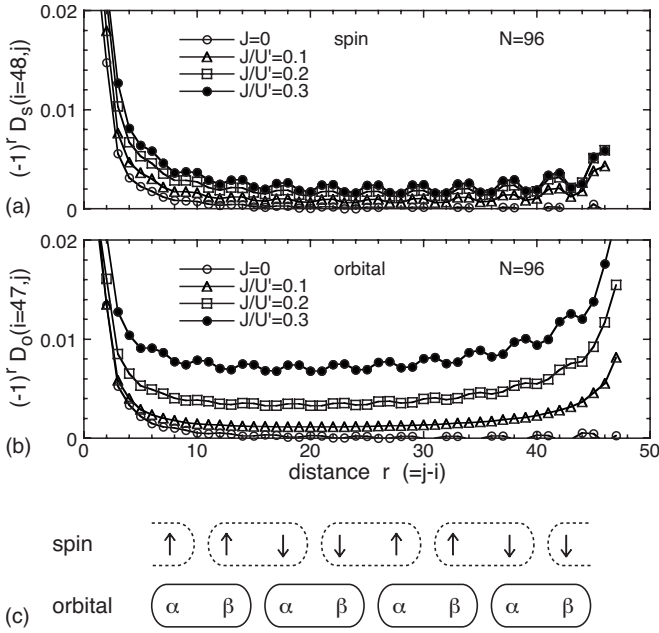 0.02
0.01
0
(-1)^r D_s(i=48,j)
J=0 spin N=96
J/U'=0.1
J/U'=0.2
J/U'=0.3
(a)
0.02
0.01
0
(-1)^r D_o(i=47,j)
J=0 orbital N=96
J/U'=0.1
J/U'=0.2
J/U'=0.3
(b)
0 10 20 30 40 50
distance r (=j-i)
spin ↑ ↑ ↓ ↓ ↑ ↑ ↓ ↓
(c) orbital α β α β α β α β